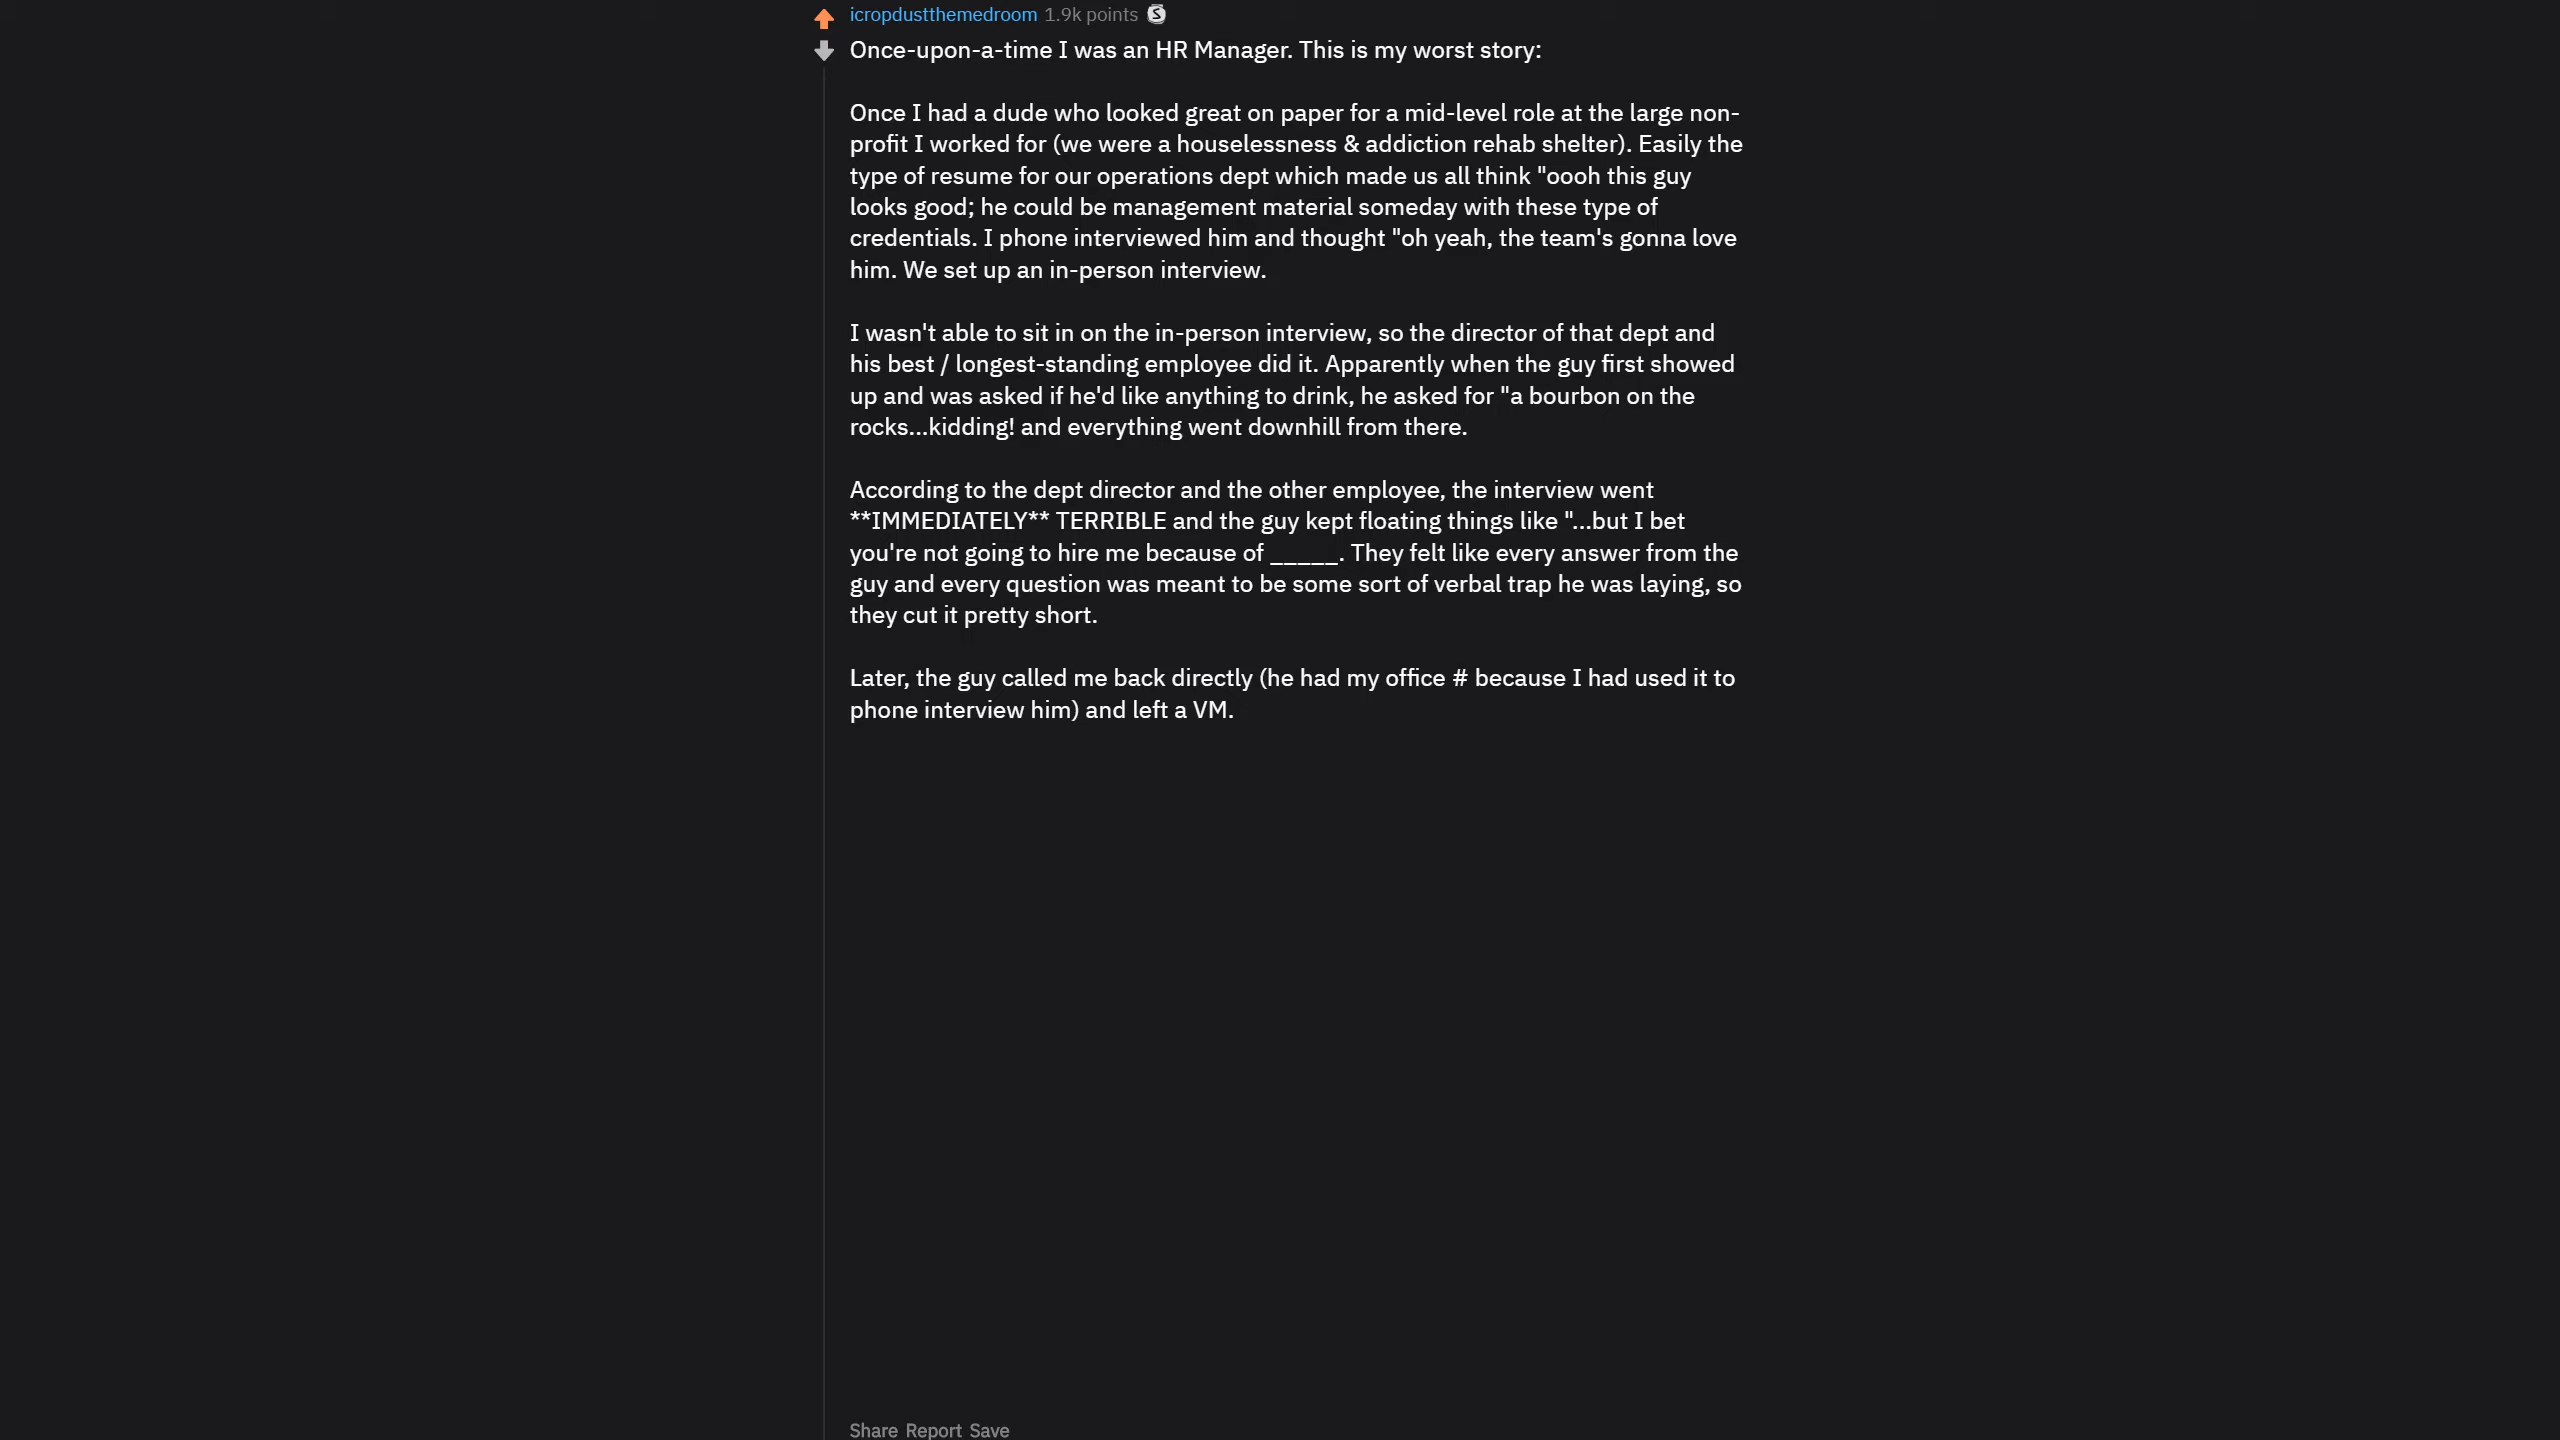 icropdustthemedroom 1.9k points S
Once-upon-a-time I was an HR Manager. This is my worst story:
Once I had a dude who looked great on paper for a mid-level role at the large non-
profit I worked for (we were a houselessness & addiction rehab shelter). Easily the
type of resume for our operations dept which made us all think "oooh this guy
looks good; he could be management material someday with these type of
credentials. I phone interviewed him and thought "oh yeah, the team's gonna love
him. We set up an in-person interview.
I wasn't able to sit in on the in-person interview, so the director of that dept and
his best / longest-standing employee did it. Apparently when the guy first showed
up and was asked if he'd like anything to drink, he asked for "a bourbon on the
rocks...kidding! and everything went downhill from there.
According to the dept director and the other employee, the interview went
**IMMEDIATELY** TERRIBLE and the guy kept floating things like "...but I bet
you're not going to hire me because of _____. They felt like every answer from the
guy and every question was meant to be some sort of verbal trap he was laying, so
they cut it pretty short.
Later, the guy called me back directly (he had my office # because I had used it to
phone interview him) and left a VM.
Share Report Save